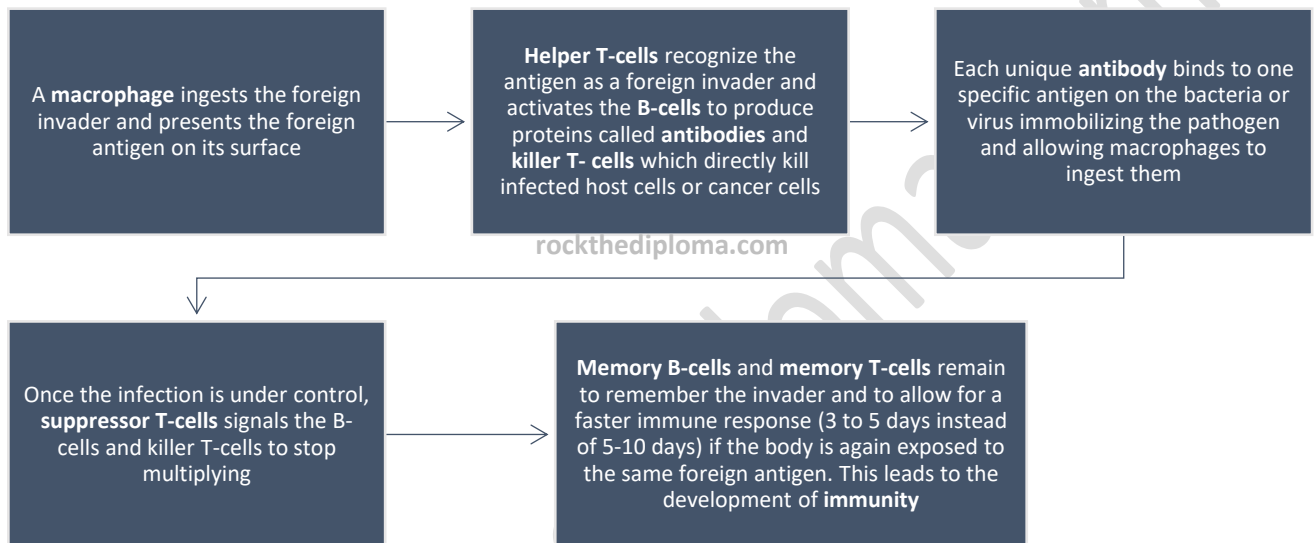 A macrophage ingests the foreign
invader and presents the foreign
antigen on its surface
Helper T-cells recognize the
antigen as a foreign invader and
activates the B-cells to produce
proteins called antibodies and
killer T- cells which directly kill
infected host cells or cancer cells
Each unique antibody binds to one
specific antigen on the bacteria or
virus immobilizing the pathogen
and allowing macrophages to
ingest them
rockthediploma.com
Once the infection is under control,
suppressor T-cells signals the B-
cells and killer T-cells to stop
multiplying
Memory B-cells and memory T-cells remain
to remember the invader and to allow for a
faster immune response (3 to 5 days instead
of 5-10 days) if the body is again exposed to
the same foreign antigen. This leads to the
development of immunity